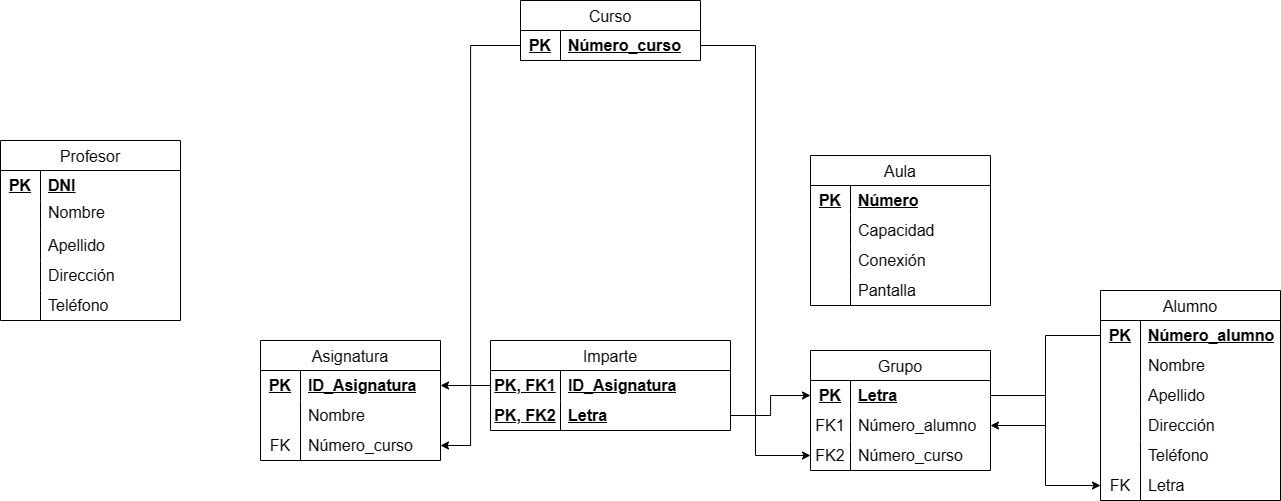 Curso
PK Número_curso
Profesor
PK DNI
Nombre
Apellido
Dirección
Teléfono
Aula
PK Número
Capacidad
Conexión
Pantalla
Asignatura
PK ID_Asignatura
Nombre
FK Número_curso
Imparte
PK, FK1 ID_Asignatura
PK, FK2 Letra
Grupo
PK Letra
FK1 Número_alumno
FK2 Número_curso
Alumno
PK Número_alumno
Nombre
Apellido
Dirección
Teléfono
FK Letra